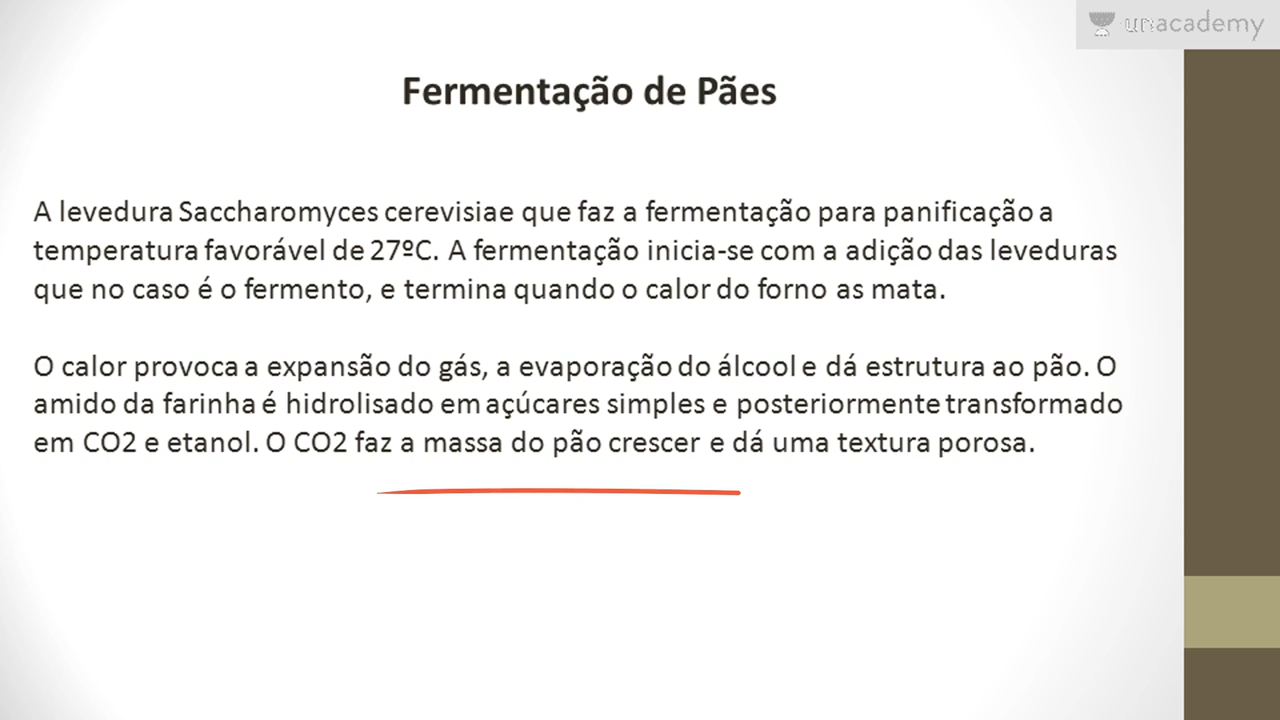 unacademy
Fermentação de Pães
A levedura Saccharomyces cerevisiae que faz a fermentação para panificação a
temperatura favorável de 27ºC. A fermentação inicia-se com a adição das leveduras
que no caso é o fermento, e termina quando o calor do forno as mata.
O calor provoca a expansão do gás, a evaporação do álcool e dá estrutura ao pão. O
amido da farinha é hidrolisado em açúcares simples e posteriormente transformado
em CO2 e etanol. O CO2 faz a massa do pão crescer e dá uma textura porosa.